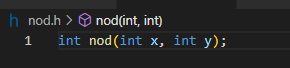 h nod.h > nod(int, int)
1 int nod(int x, int y);